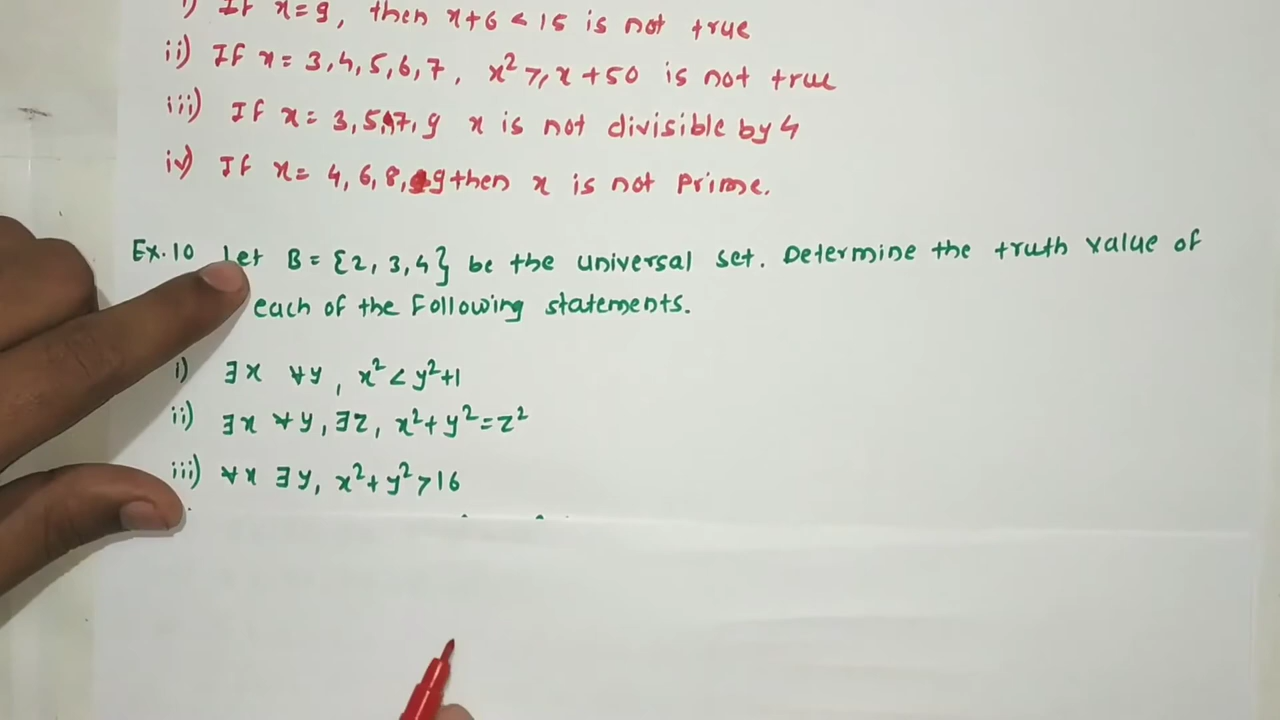 i) If x=9, then x+6 < 15 is not true
ii) If x= 3,4,5,6,7, x² ≥ x +50 is not true
iii) If x= 3,5,7,9 x is not divisible by 4
iv) If x= 4,6,8,9 then x is not prime.
Ex.10 Let B = {2,3,4} be the universal set. Determine the truth value of
each of the following statements.
i) ∃x ∀y, x² < y²+1
ii) ∃x ∀y, ∃z, x²+y²=z²
iii) ∀x ∃y, x²+y²>16